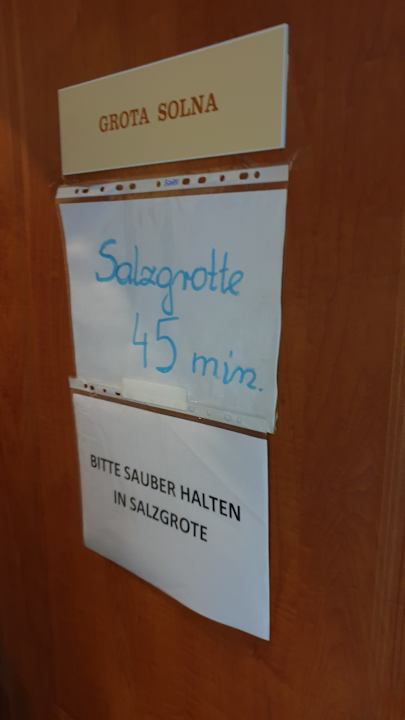 GROTA SOLNA
Salzgrotte
45 min.
BITTE SAUBER HALTEN
IN SALZGROTE